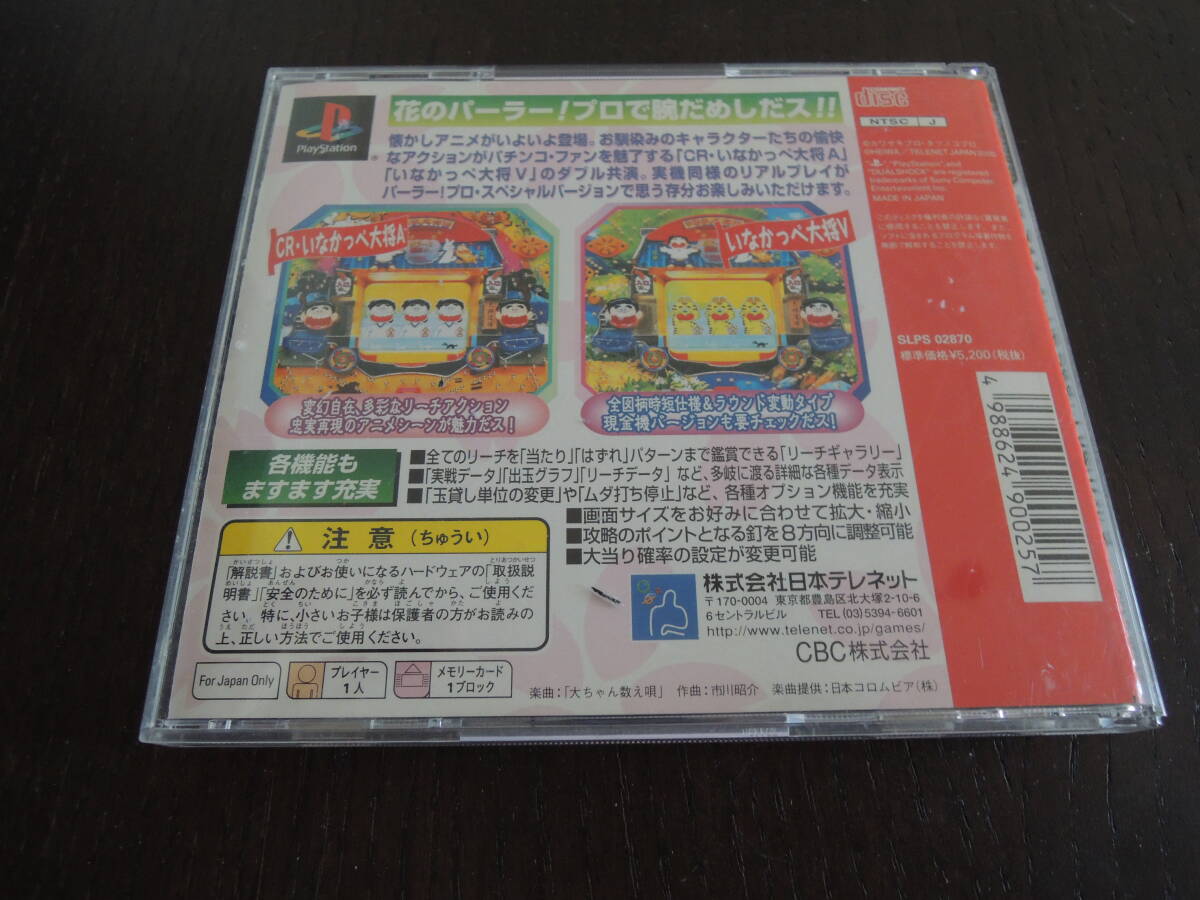 花のパーラー!プロで腕だめしだス!!
PlayStation
懐かしアニメがいよいよ登場。お馴染みのキャラクターたちの愉快
なアクションがパチンコ・ファンを魅了する「CR・いなかっぺ大将A」
「いなかっぺ大将V」のダブル共演。実機同様のリアルプレイが
パーラー!プロ・スペシャルバージョンで思う存分お楽しみいただけます。
CR・いなかっぺ大将A
変幻自在、多彩なリーチアクション
忠実再現のアニメシーンが魅力だス!
いなかっぺ大将V
全図柄時短仕様&ラウンド変動タイプ
現金機バージョンも要チェックだス!
各機能も
ますます充実
■全てのリーチを「当たり」「はずれ」パターンまで鑑賞できる「リーチギャラリー」
■「実戦データ」「出玉グラフ」「リーチデータ」など、多岐に渡る詳細な各種データ表示
■「玉貸し単位の変更」や「ムダ打ち停止」など、各種オプション機能を充実
■画面サイズをお好みに合わせて拡大・縮小
■攻略のポイントとなる釘を8方向に調整可能
■大当り確率の設定が変更可能
注意(ちゅうい)
「解説書」およびお使いになるハードウェアの「取扱説
明書」「安全のために」を必ず読んでから、ご使用くだ
さい。特に、小さいお子様は保護者の方がお読みの
上、正しい方法でご使用ください。
株式会社日本テレネット
〒170-0004 東京都豊島区北大塚2-10-6
6セントラルビル TEL(03)5394-6601
http://www.telenet.co.jp/games/
CBC株式会社
For Japan Only
プレイヤー
1人
メモリーカード
1ブロック
楽曲:「大ちゃん数え唄」 作曲:市川昭介 楽曲提供:日本コロムビア(株)
disc
NTSC J
©カワサキプロ・タツノコプロ
©HEIWA/TELENET JAPAN 2000
"PlayStation" and
"DUALSHOCK" are registered
trademarks of Sony Computer
Entertainment Inc.
MADE IN JAPAN
SLPS 02870
標準価格¥5,200(税抜)
4 988624 900257